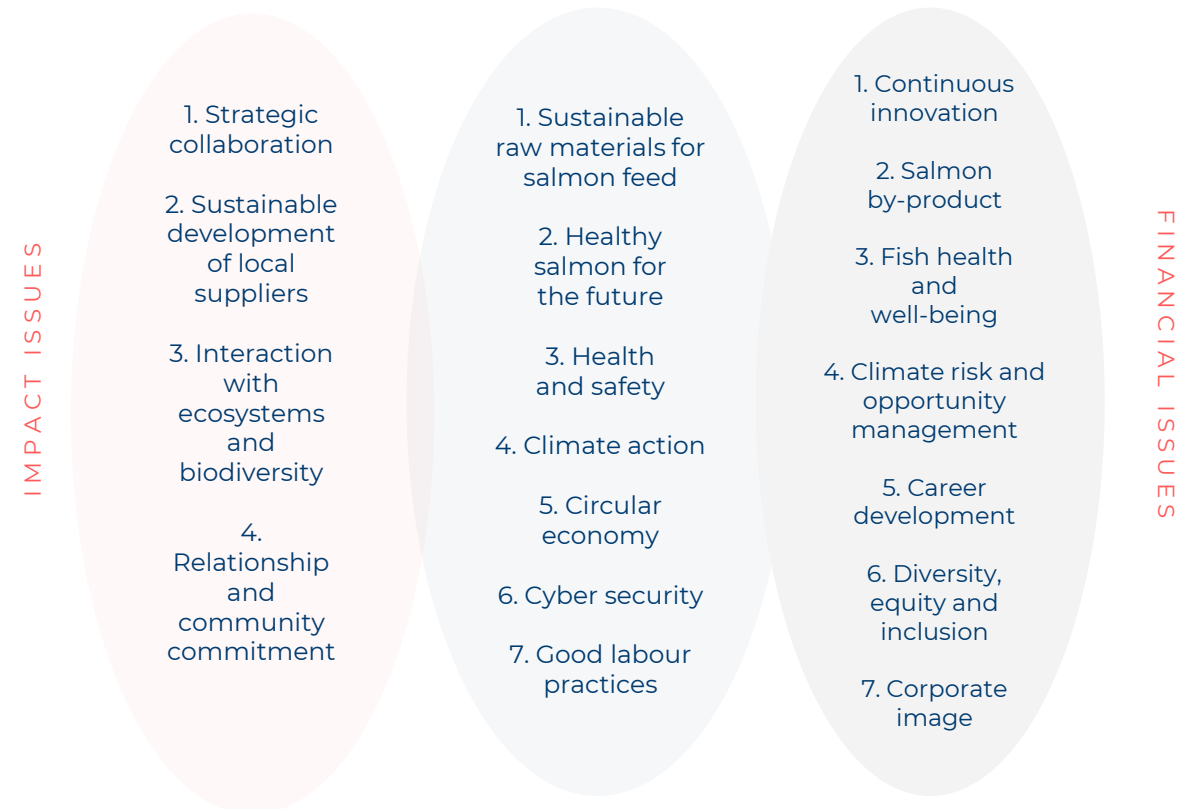 IMPACT ISSUES
1. Strategic
collaboration
2. Sustainable
development
of local
suppliers
3. Interaction
with
ecosystems
and
biodiversity
4.
Relationship
and
community
commitment
1. Sustainable
raw materials for
salmon feed
2. Healthy
salmon for
the future
3. Health
and safety
4. Climate action
5. Circular
economy
6. Cyber security
7. Good labour
practices
1. Continuous
innovation
2. Salmon
by-product
3. Fish health
and
well-being
4. Climate risk and
opportunity
management
5. Career
development
6. Diversity,
equity and
inclusion
7. Corporate
image
FINANCIAL ISSUES